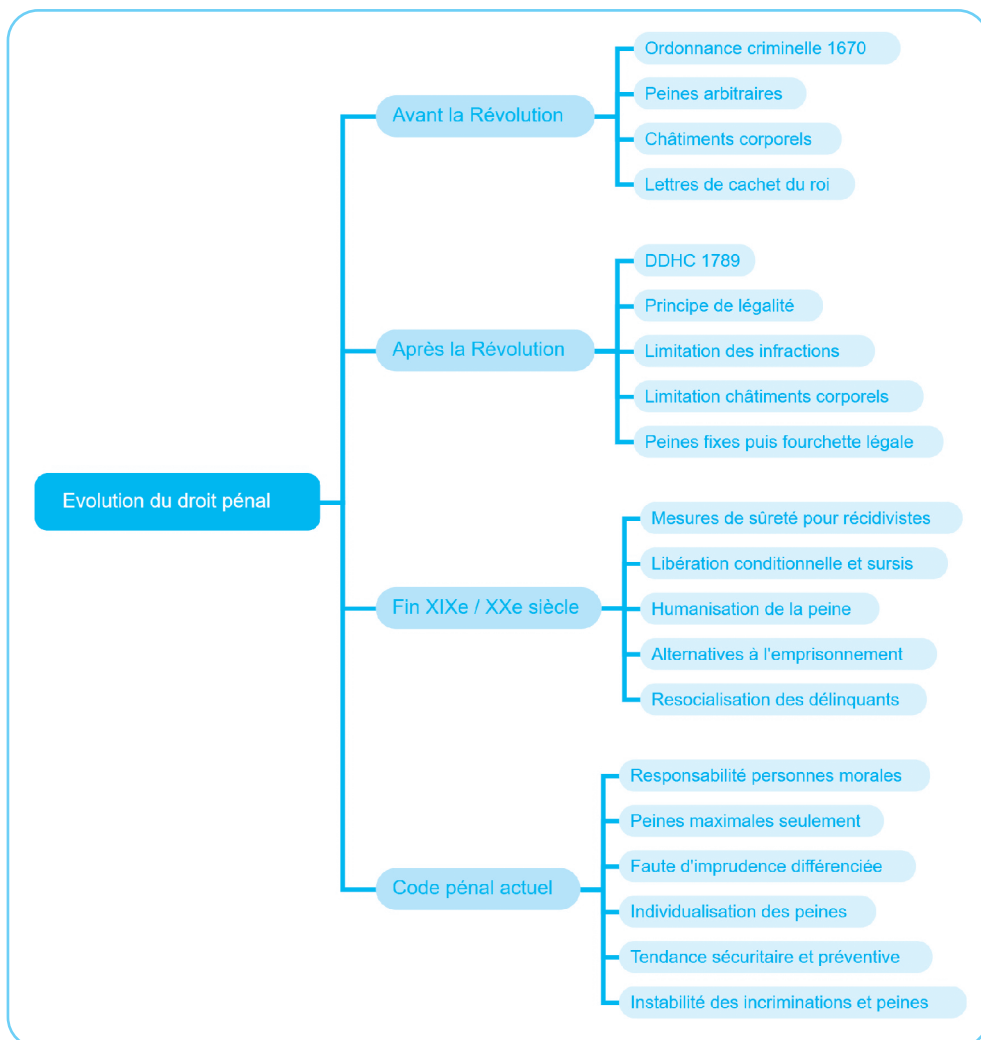 Evolution du droit pénal
Avant la Révolution
Ordonnance criminelle 1670
Peines arbitraires
Châtiments corporels
Lettres de cachet du roi
Après la Révolution
DDHC 1789
Principe de légalité
Limitation des infractions
Limitation châtiments corporels
Peines fixes puis fourchette légale
Fin XIXe / XXe siècle
Mesures de sûreté pour récidivistes
Libération conditionnelle et sursis
Humanisation de la peine
Alternatives à l'emprisonnement
Resocialisation des délinquants
Code pénal actuel
Responsabilité personnes morales
Peines maximales seulement
Faute d'imprudence différenciée
Individualisation des peines
Tendance sécuritaire et préventive
Instabilité des incriminations et peines